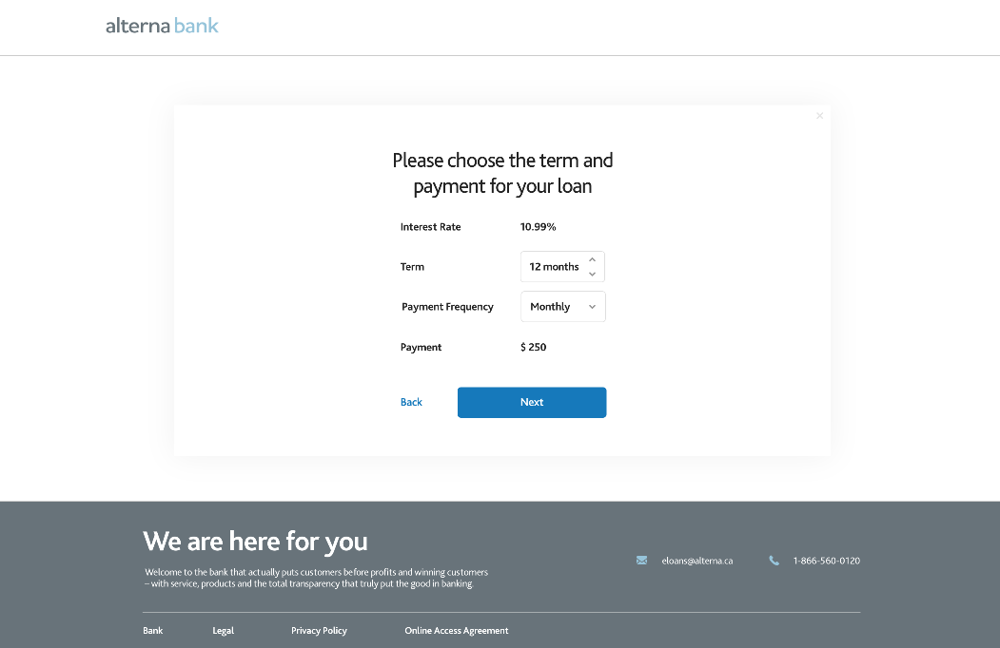 alterna bank
Please choose the term and
payment for your loan
Interest Rate 10.99%
Term 12 months
Payment Frequency Monthly
Payment $ 250
Back Next
We are here for you
Welcome to the bank that actually puts customers before profits and winning customers
– with service, products and the total transparency that truly put the good in banking.
eloans@alterna.ca 1-866-560-0120
Bank Legal Privacy Policy Online Access Agreement